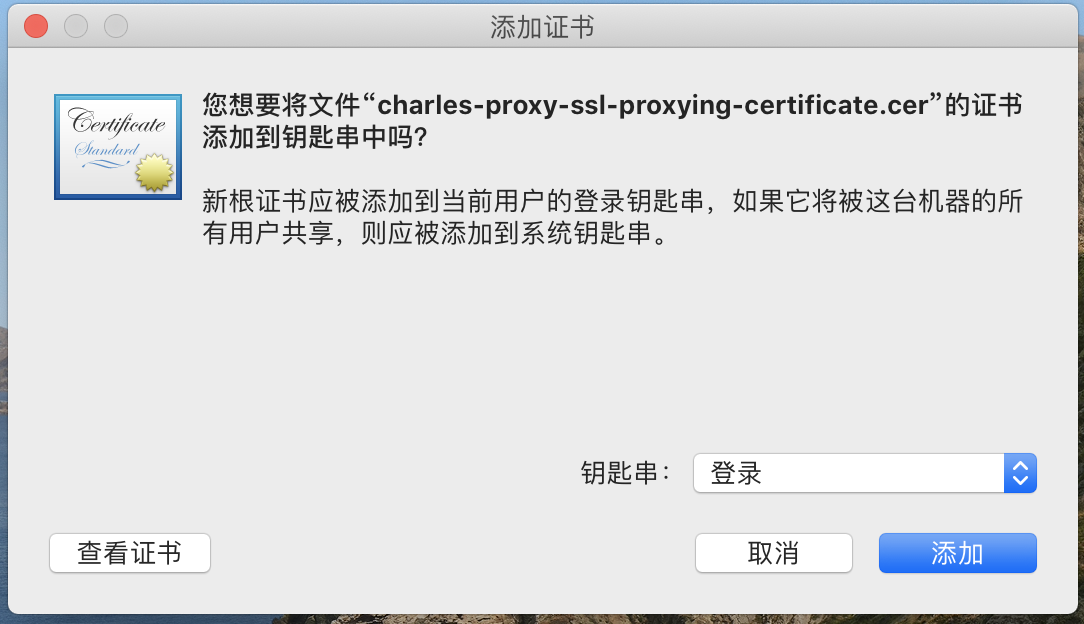 添加证书
Certificate
Standard
您想要将文件“charles-proxy-ssl-proxying-certificate.cer”的证书
添加到钥匙串中吗?
新根证书应被添加到当前用户的登录钥匙串，如果它将被这台机器的所
有用户共享，则应被添加到系统钥匙串。
钥匙串： 登录
查看证书 取消 添加